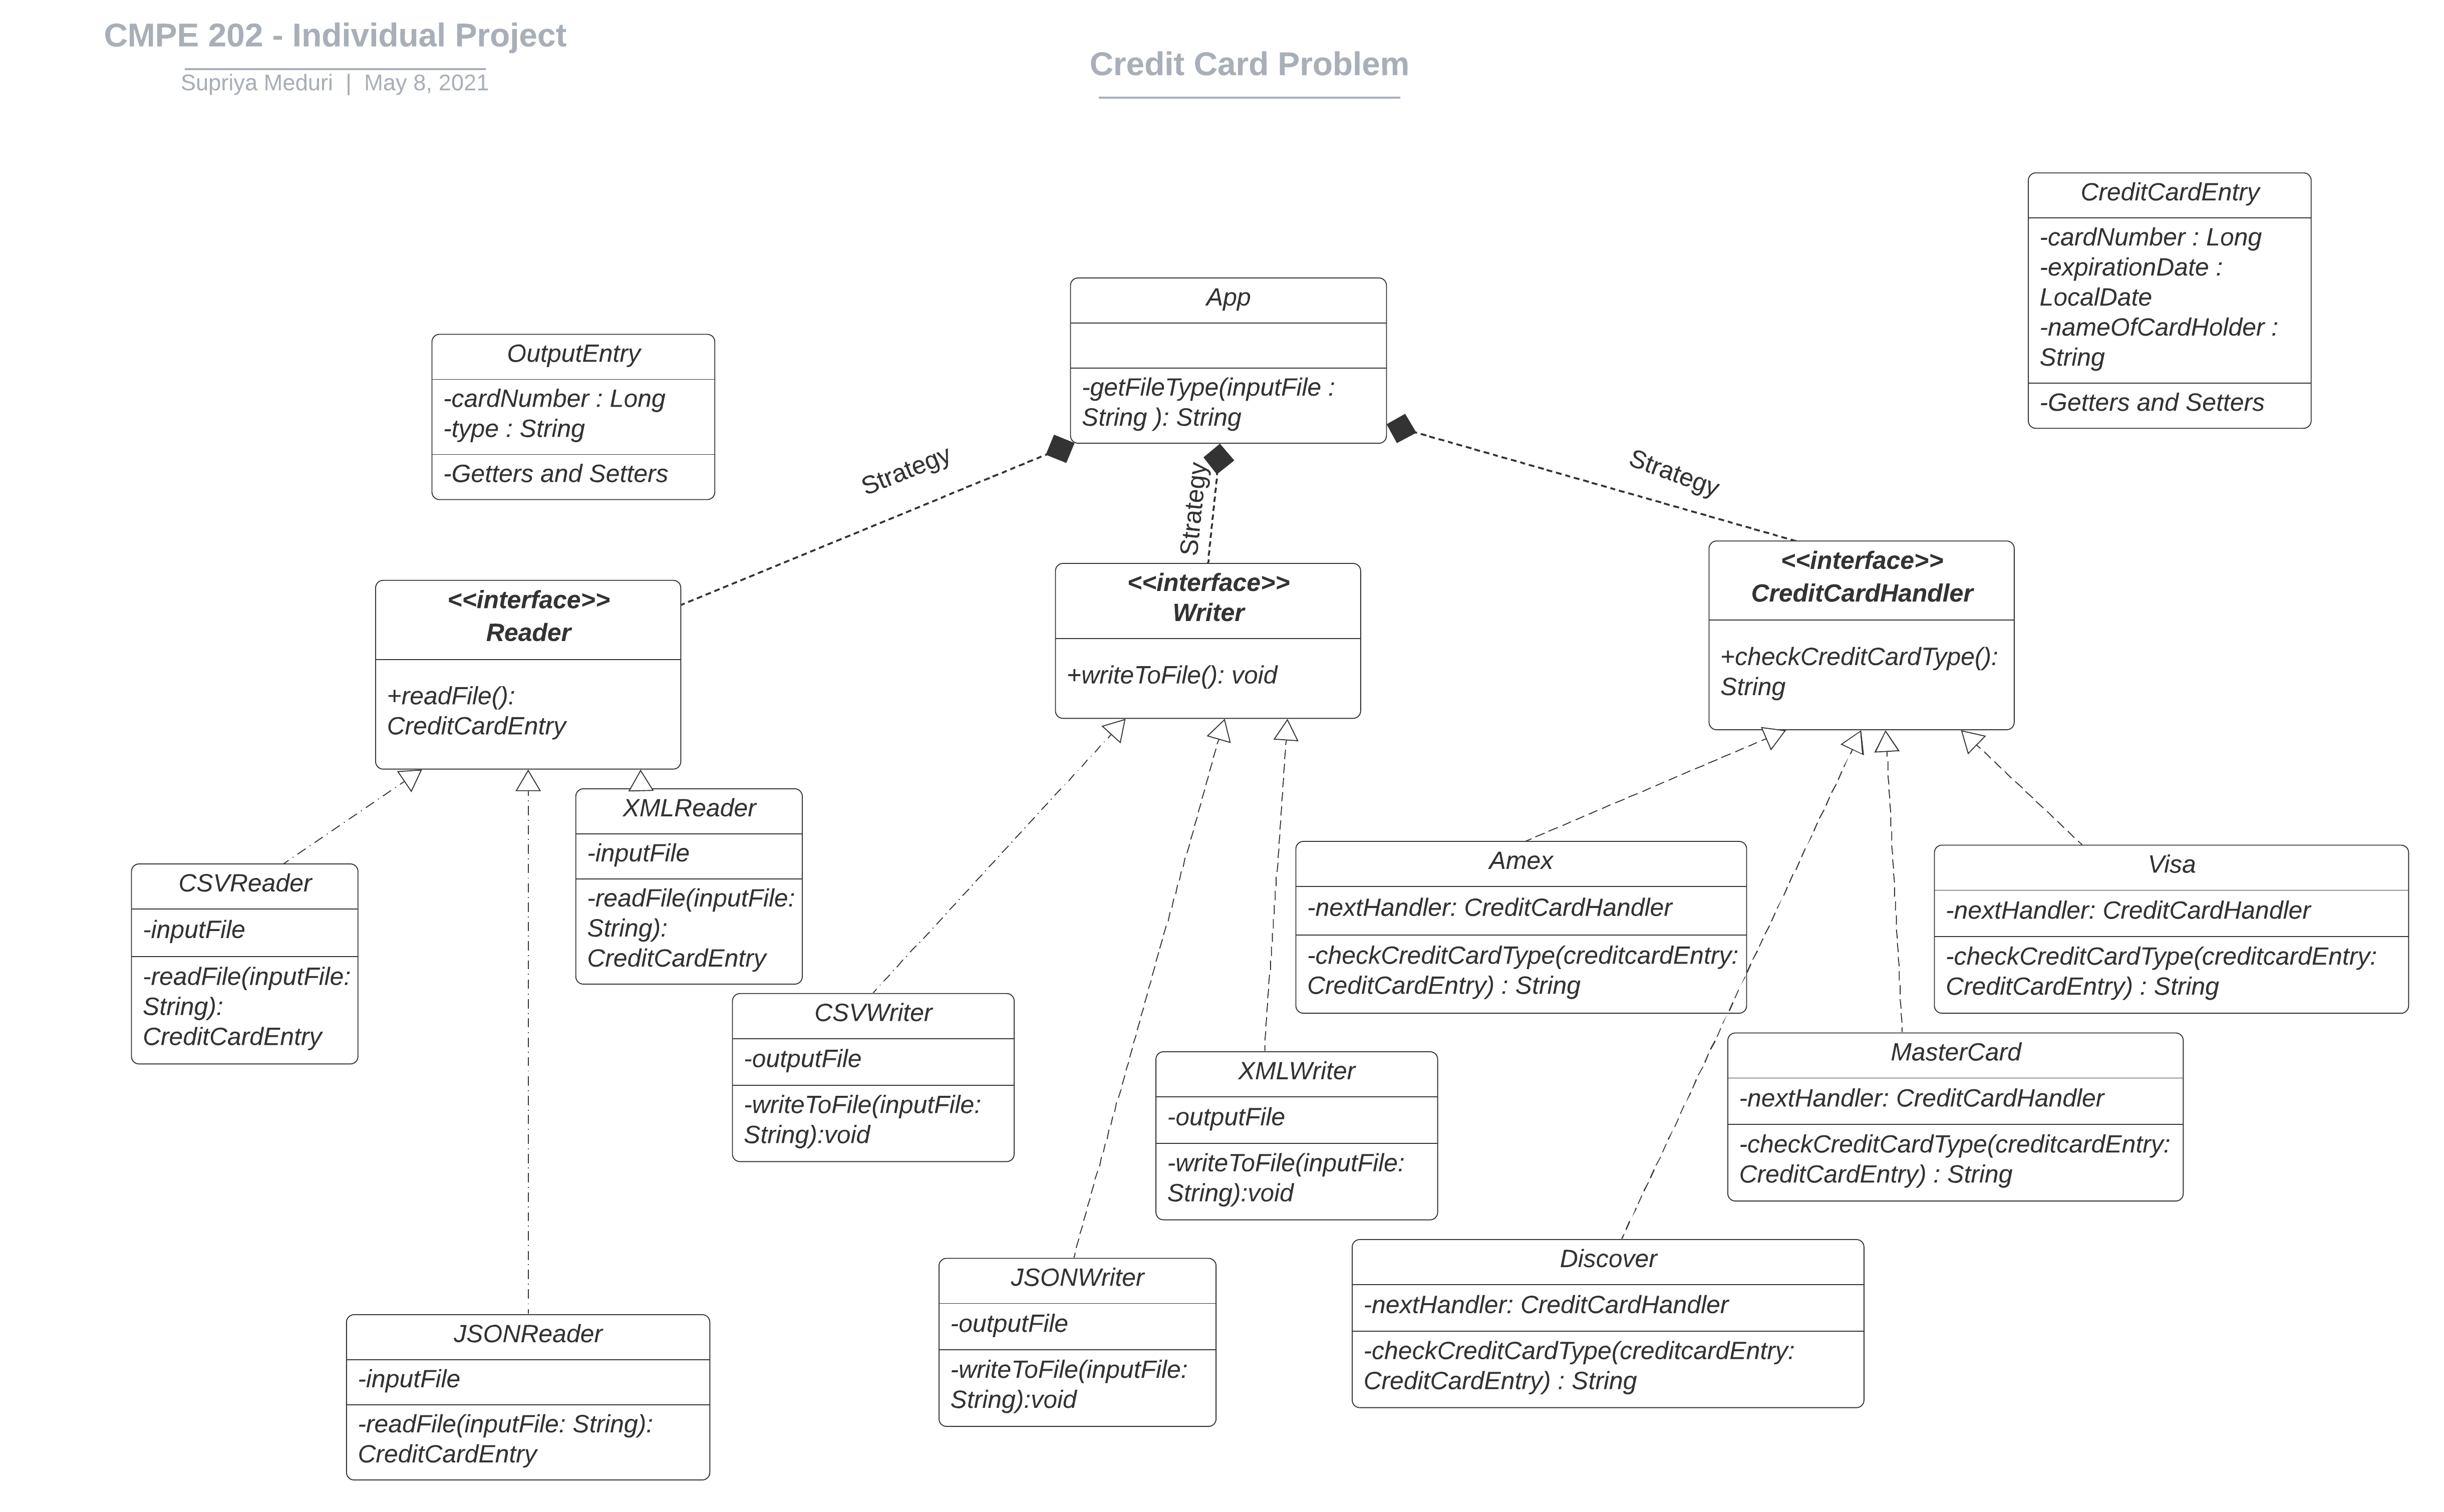 CMPE 202 - Individual Project
Supriya Meduri | May 8, 2021
Credit Card Problem
CreditCardEntry
-cardNumber : Long
-expirationDate :
LocalDate
-nameOfCardHolder :
String
-Getters and Setters
App
-getFileType(inputFile :
String ): String
OutputEntry
-cardNumber : Long
-type : String
-Getters and Setters
Strategy
Strategy
Strategy
<<interface>>
Reader
+readFile():
CreditCardEntry
<<interface>>
Writer
+writeToFile(): void
<<interface>>
CreditCardHandler
+checkCreditCardType():
String
XMLReader
-inputFile
-readFile(inputFile:
String):
CreditCardEntry
CSVReader
-inputFile
-readFile(inputFile:
String):
CreditCardEntry
Amex
-nextHandler: CreditCardHandler
-checkCreditCardType(creditcardEntry:
CreditCardEntry) : String
Visa
-nextHandler: CreditCardHandler
-checkCreditCardType(creditcardEntry:
CreditCardEntry) : String
CSVWriter
-outputFile
-writeToFile(inputFile:
String):void
XMLWriter
-outputFile
-writeToFile(inputFile:
String):void
MasterCard
-nextHandler: CreditCardHandler
-checkCreditCardType(creditcardEntry:
CreditCardEntry) : String
JSONWriter
-outputFile
-writeToFile(inputFile:
String):void
Discover
-nextHandler: CreditCardHandler
-checkCreditCardType(creditcardEntry:
CreditCardEntry) : String
JSONReader
-inputFile
-readFile(inputFile: String):
CreditCardEntry